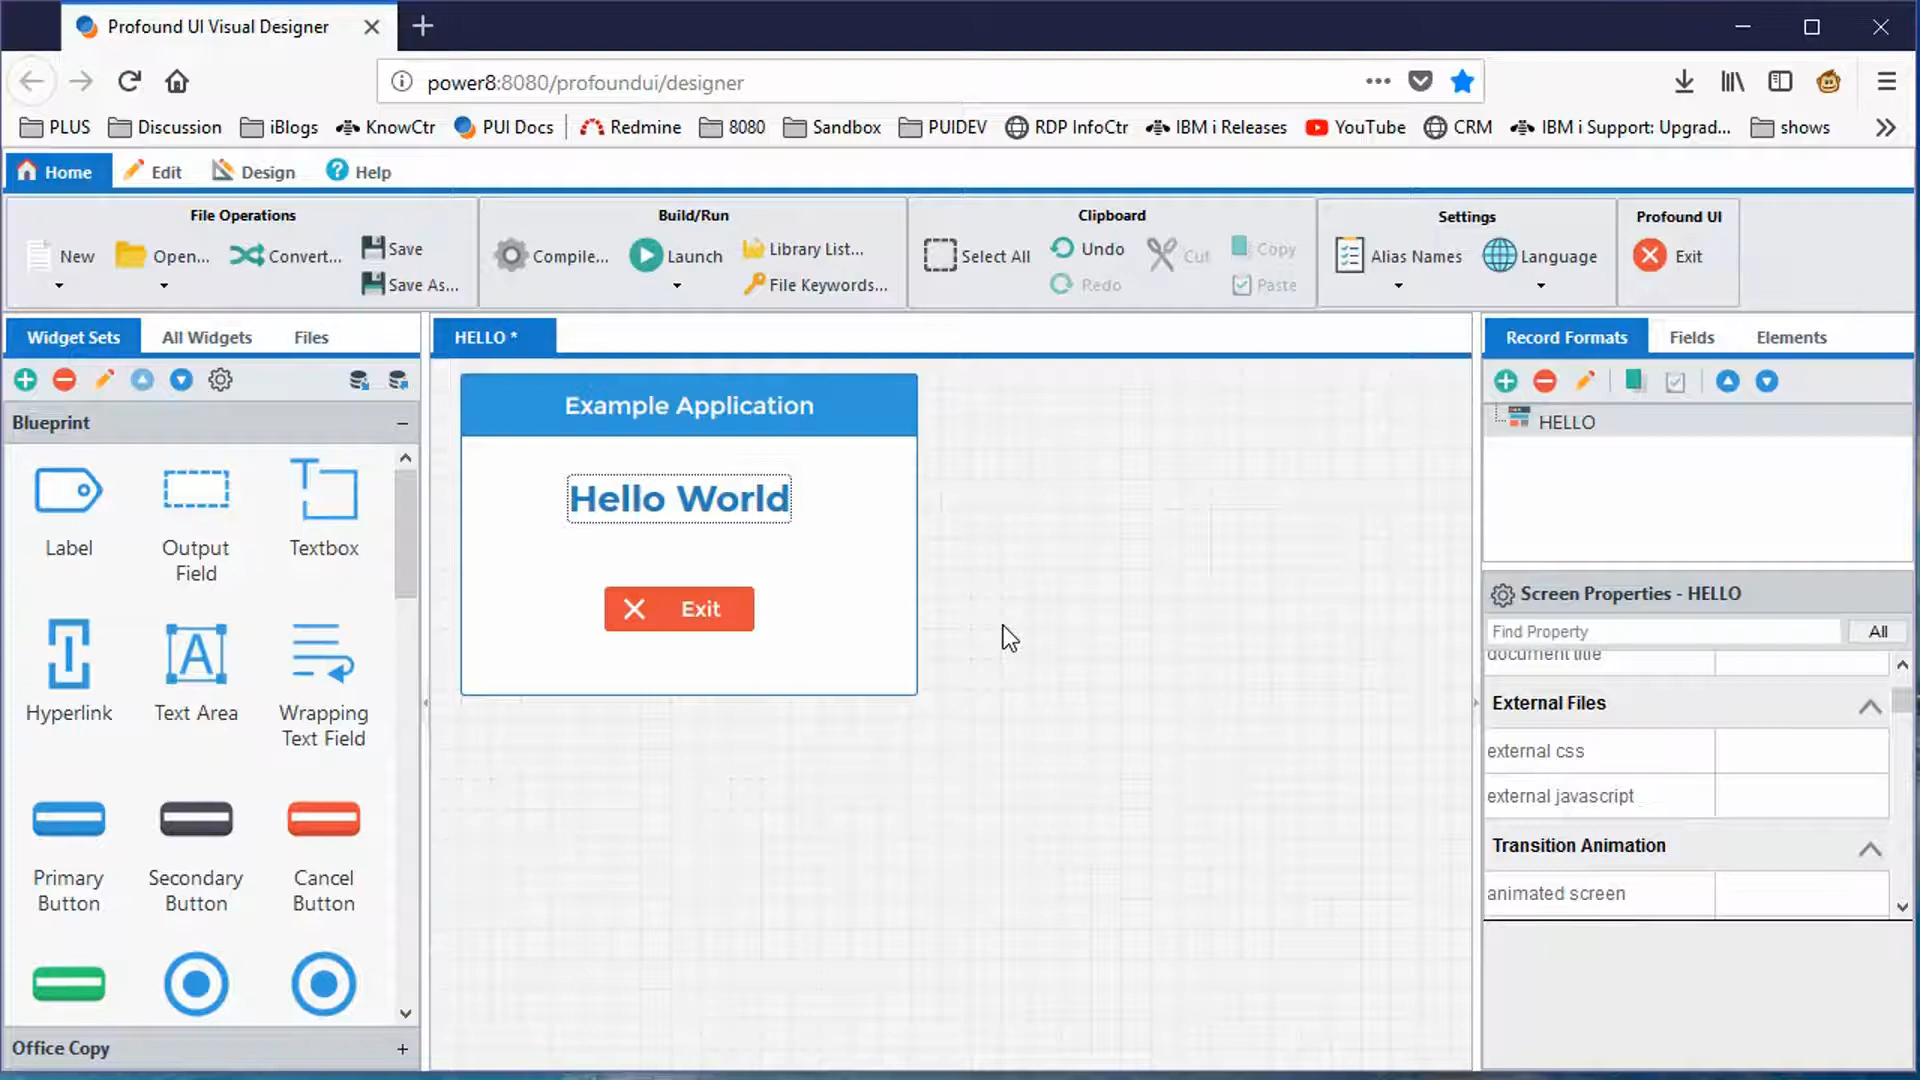 Profound UI Visual Designer
power8:8080/profoundui/designer
PLUS Discussion iBlogs KnowCtr PUI Docs Redmine 8080 Sandbox PUIDEV RDP InfoCtr IBM i Releases YouTube CRM IBM i Support: Upgrad... shows
Home Edit Design Help
File Operations Build/Run Clipboard Settings Profound UI
New Open... Convert... Save Save As...
Compile... Launch Library List... File Keywords...
Select All Undo Redo Cut Copy Paste
Alias Names Language Exit
Widget Sets All Widgets Files
HELLO *
Record Formats Fields Elements
Blueprint
Label Output Field Textbox
Hyperlink Text Area Wrapping Text Field
Primary Button Secondary Button Cancel Button
Office Copy
Example Application
Hello World
Exit
HELLO
Screen Properties - HELLO
Find Property All
document title
External Files
external css
external javascript
Transition Animation
animated screen